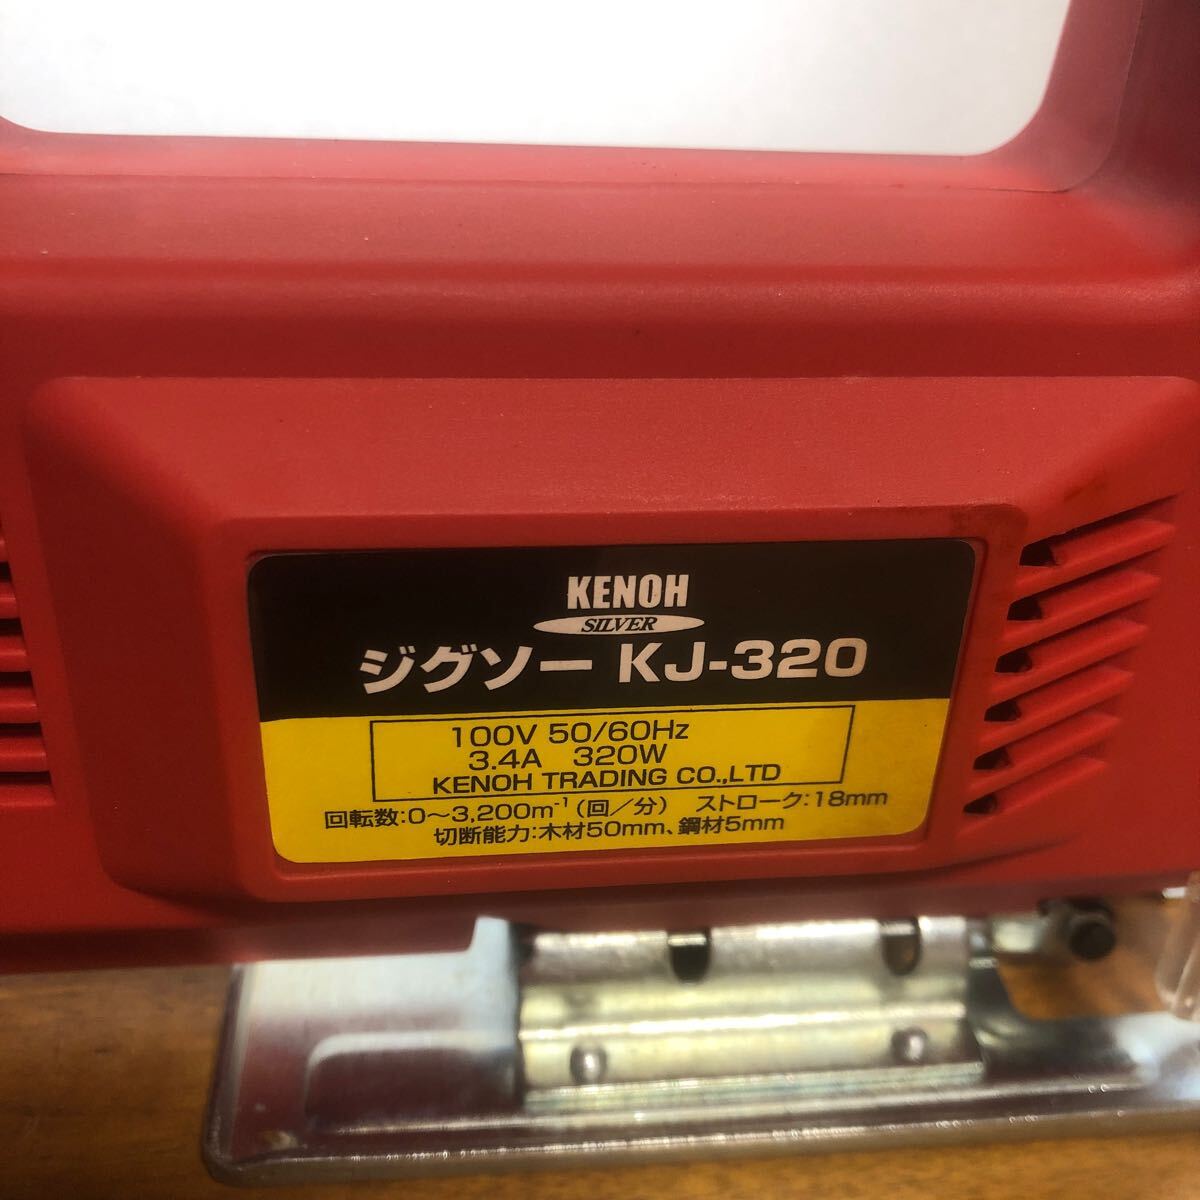 KENOH
SILVER
ジグソー KJ-320
100V 50/60Hz
3.4A 320W
KENOH TRADING CO.,LTD
回転数:0〜3,200m⁻¹(回/分) ストローク:18mm
切断能力:木材50mm、鋼材5mm